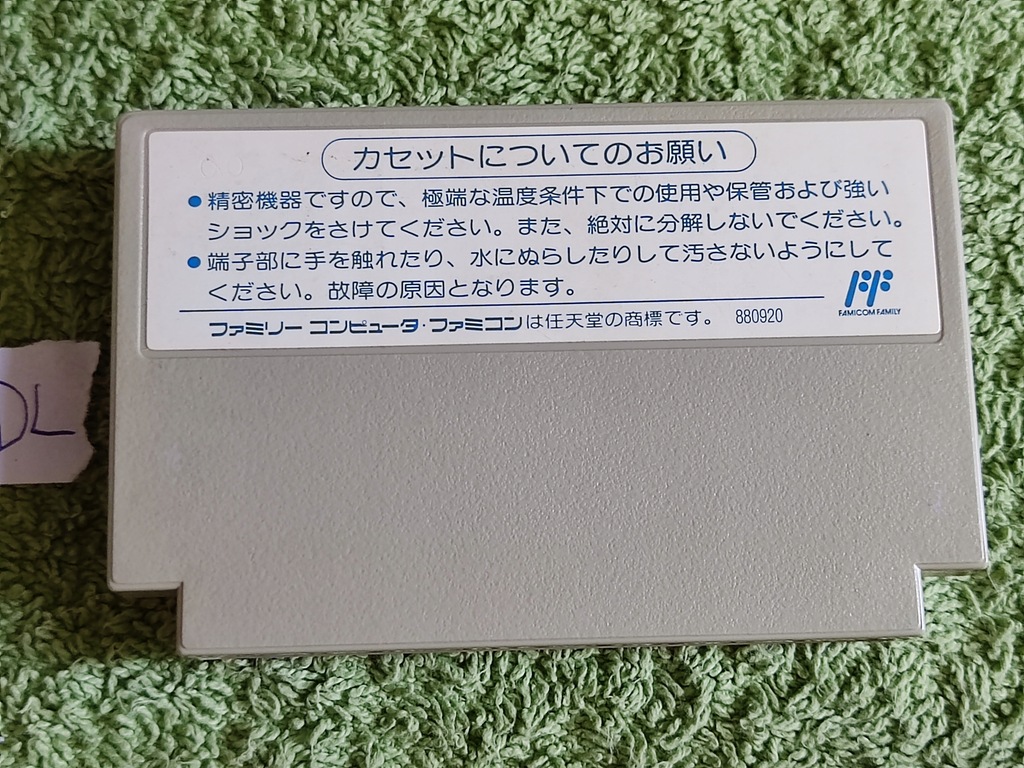 カセットについてのお願い
●精密機器ですので、極端な温度条件下での使用や保管および強い
ショックをさけてください。また、絶対に分解しないでください。
●端子部に手を触れたり、水にぬらしたりして汚さないようにして
ください。故障の原因となります。
FF
FAMICOM FAMILY
ファミリー コンピュータ・ファミコンは任天堂の商標です。 880920
DL